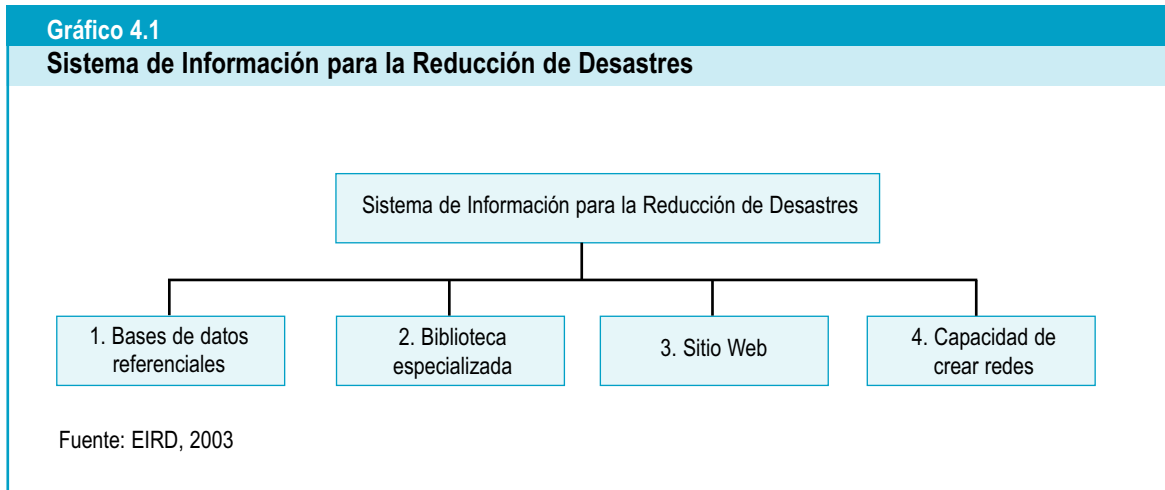 Gráfico 4.1
Sistema de Información para la Reducción de Desastres
Sistema de Información para la Reducción de Desastres
1. Bases de datos
referenciales
2. Biblioteca
especializada
3. Sitio Web
4. Capacidad de
crear redes
Fuente: EIRD, 2003